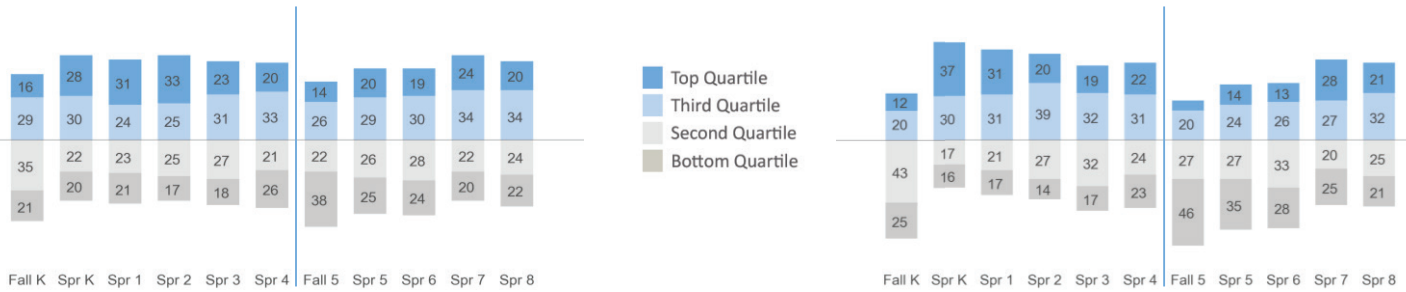 16 28 31 33 23 20 14 20 19 24 20
29 30 24 25 31 33 26 29 30 34 34
35 22 23 25 27 21 22 26 28 22 24
21 20 21 17 18 26 38 25 24 20 22
Fall K Spr K Spr 1 Spr 2 Spr 3 Spr 4 Fall 5 Spr 5 Spr 6 Spr 7 Spr 8
Top Quartile
Third Quartile
Second Quartile
Bottom Quartile
12 37 31 20 19 22 14 13 28 21
20 30 31 39 32 31 20 24 26 27 32
43 17 21 27 32 24 27 27 33 20 25
25 16 17 14 17 23 46 35 28 25 21
Fall K Spr K Spr 1 Spr 2 Spr 3 Spr 4 Fall 5 Spr 5 Spr 6 Spr 7 Spr 8